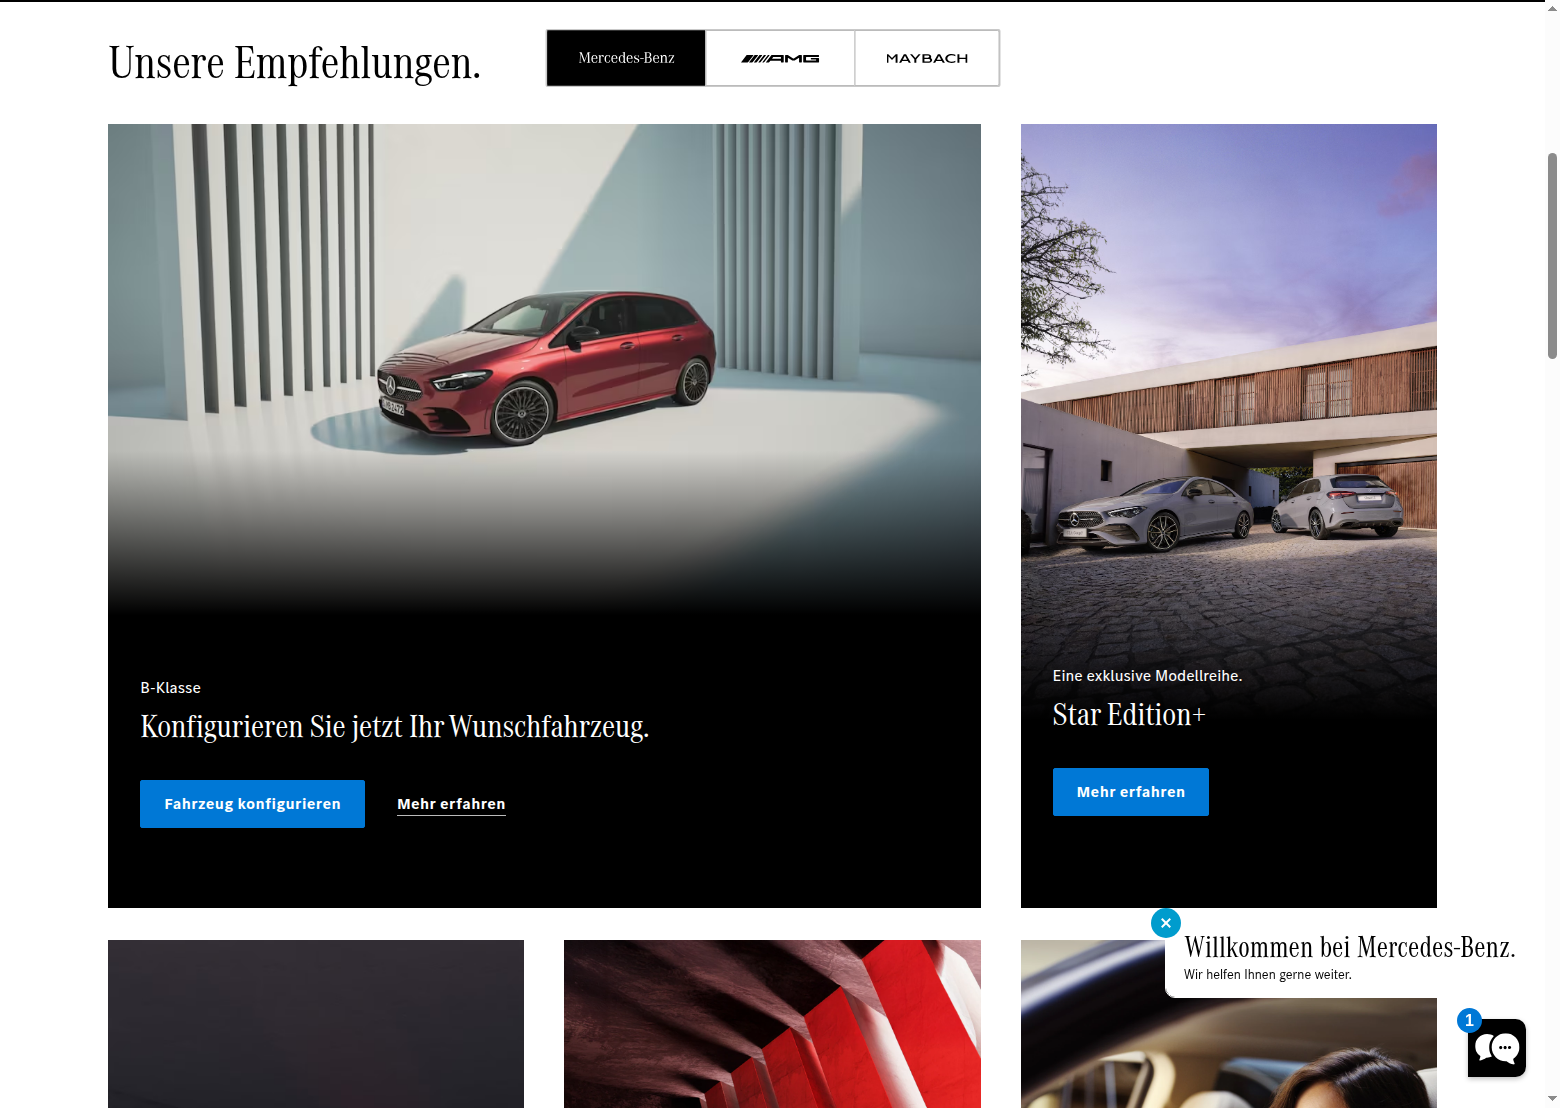 Unsere Empfehlungen.
Mercedes-Benz
AMG
MAYBACH
B-Klasse
Konfigurieren Sie jetzt Ihr Wunschfahrzeug.
Fahrzeug konfigurieren
Mehr erfahren
Eine exklusive Modellreihe.
Star Edition+
Mehr erfahren
Willkommen bei Mercedes-Benz.
Wir helfen Ihnen gerne weiter.
1